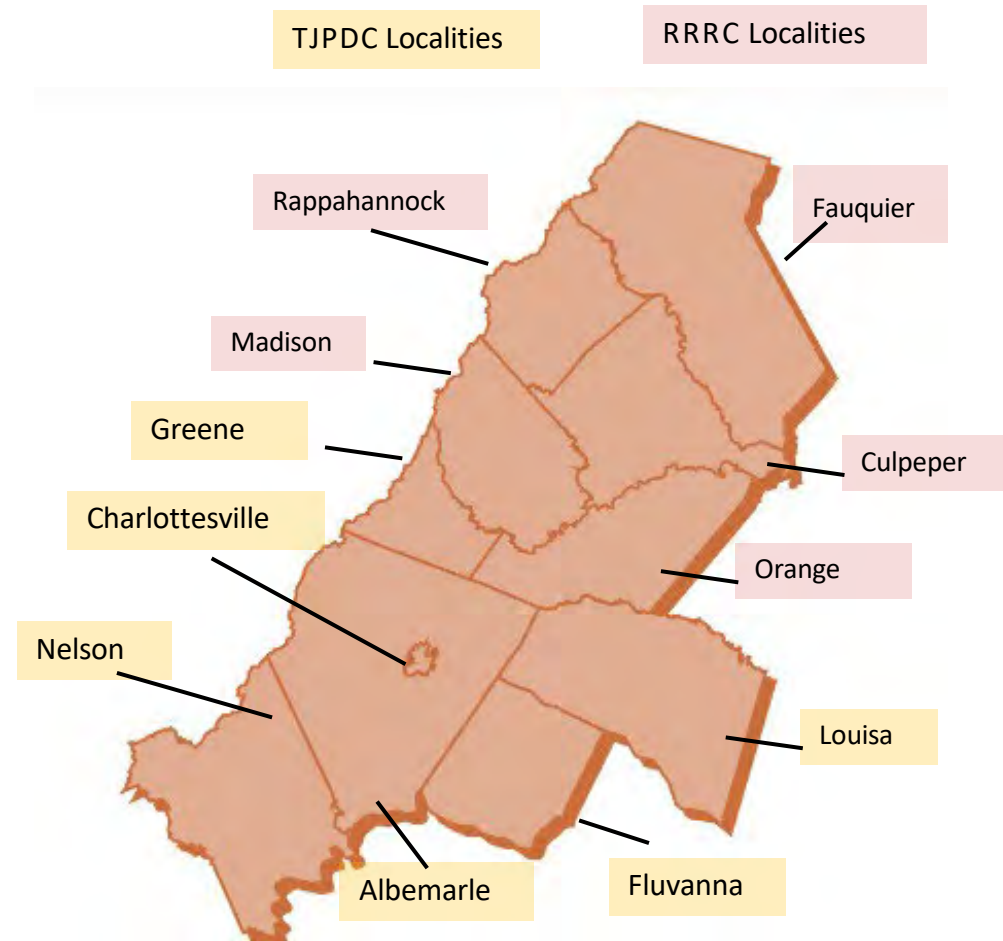 TJPDC Localities
RRRC Localities
Rappahannock
Fauquier
Madison
Greene
Culpeper
Charlottesville
Orange
Nelson
Louisa
Albemarle
Fluvanna